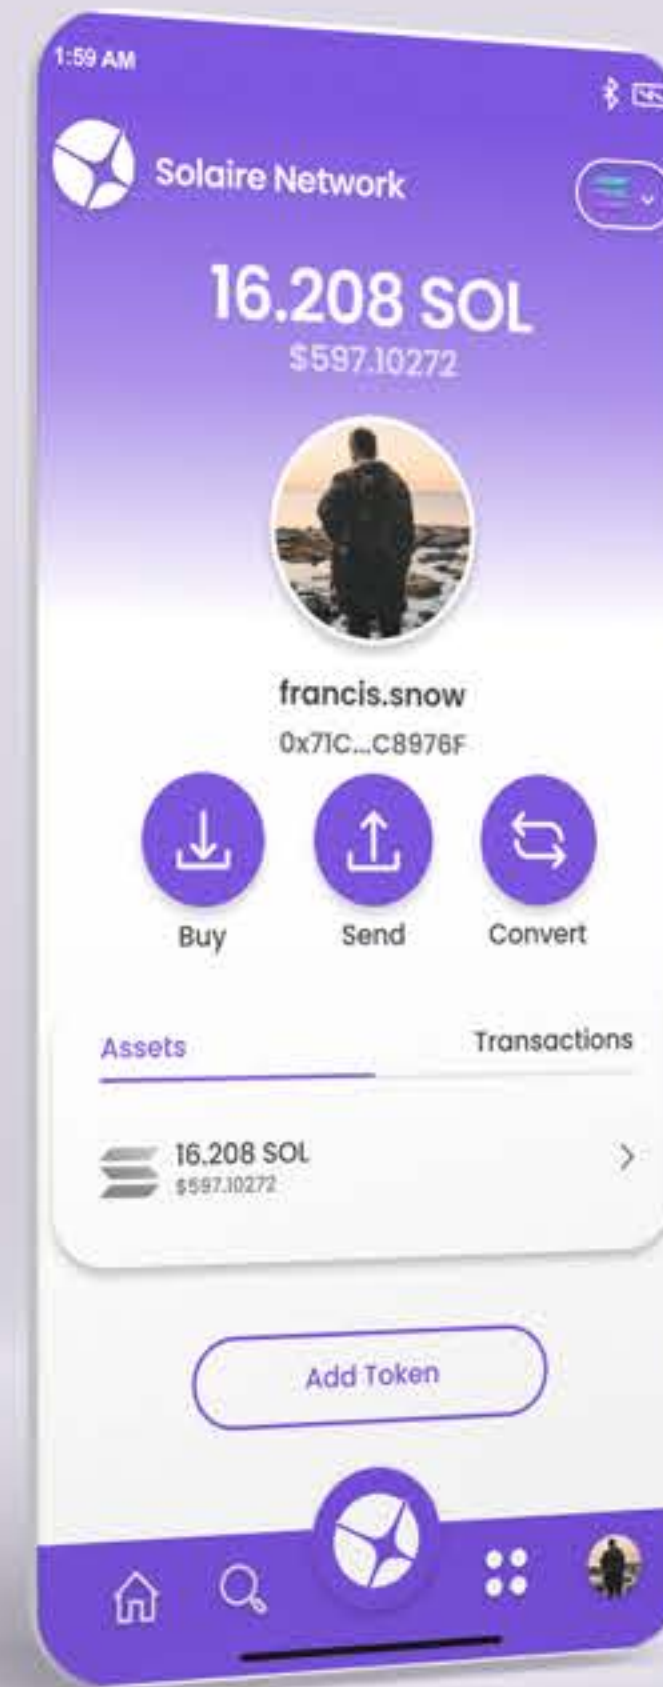 1:59 AM
Solaire Network
16.208 SOL
$597.10272
francis.snow
0x71C...C8976F
Buy
Send
Convert
Assets
Transactions
16.208 SOL
$597.10272
Add Token